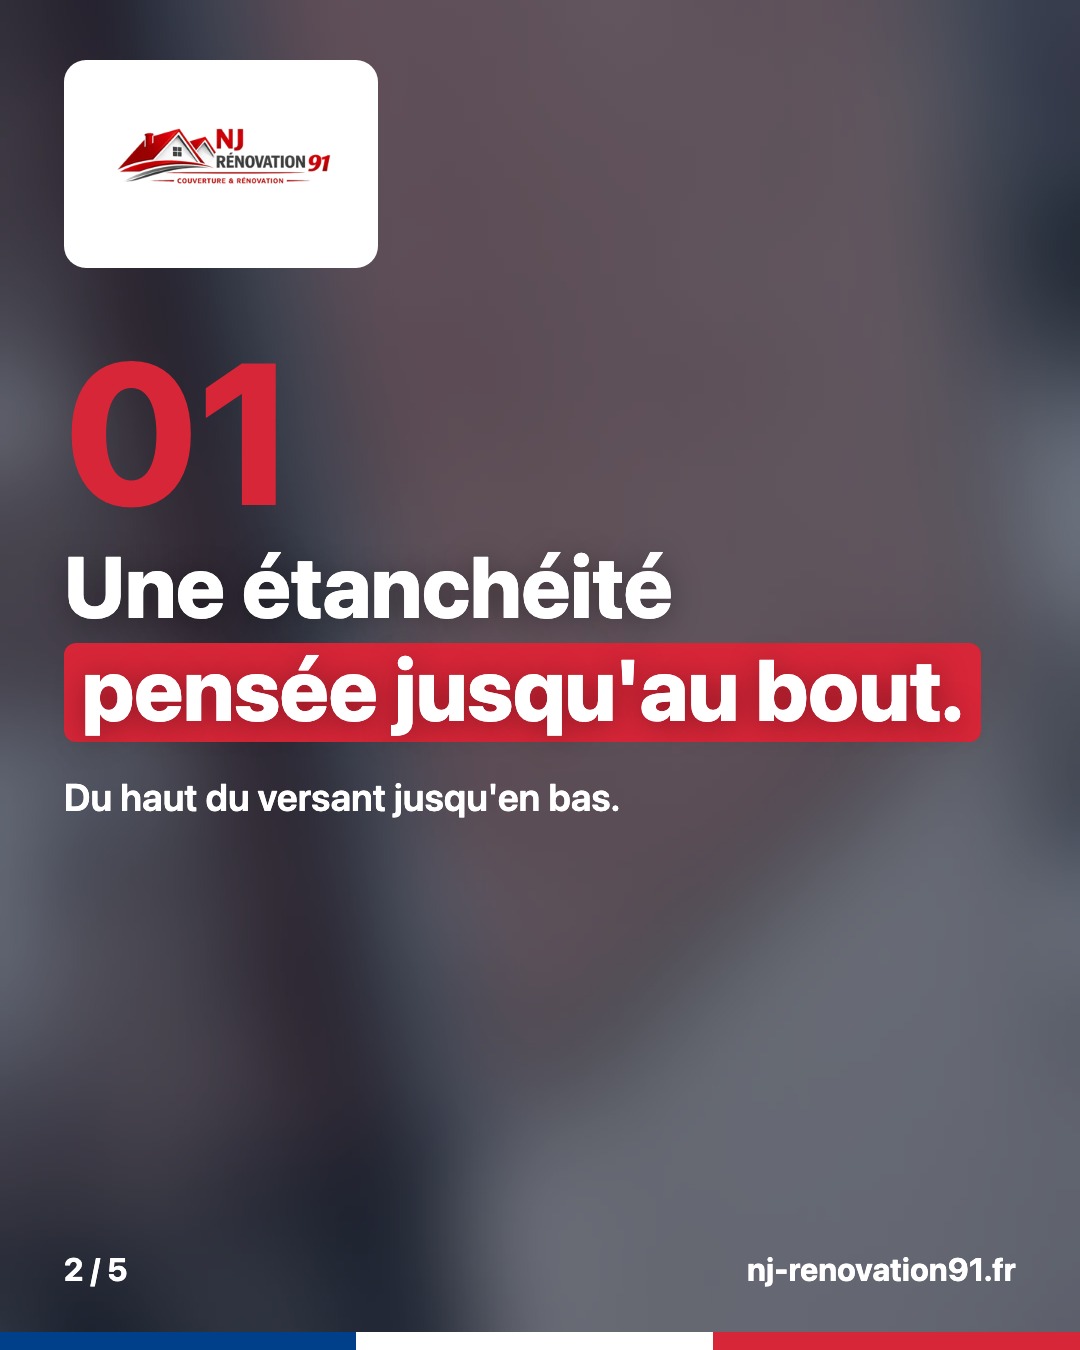 NJ
RÉNOVATION 91
COUVERTURE & RÉNOVATION
01
Une étanchéité
pensée jusqu'au bout.
Du haut du versant jusqu'en bas.
2 / 5
nj-renovation91.fr